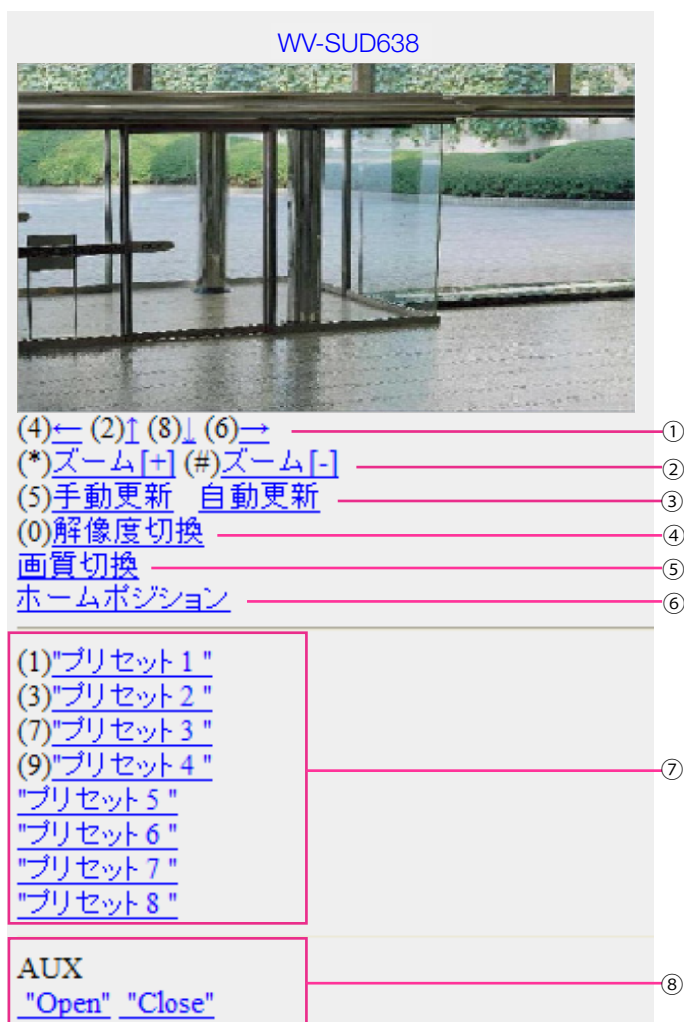 WV-SUD638
(4)← (2)↑ (8)↓ (6)→ ①
(*)ズーム[+] (#)ズーム[-] ②
(5)手動更新 自動更新 ③
(0)解像度切換 ④
画質切換 ⑤
ホームポジション ⑥
(1)"プリセット 1 "
(3)"プリセット 2 "
(7)"プリセット 3 "
(9)"プリセット 4 " ⑦
"プリセット 5 "
"プリセット 6 "
"プリセット 7 "
"プリセット 8 "
AUX ⑧
"Open" "Close"